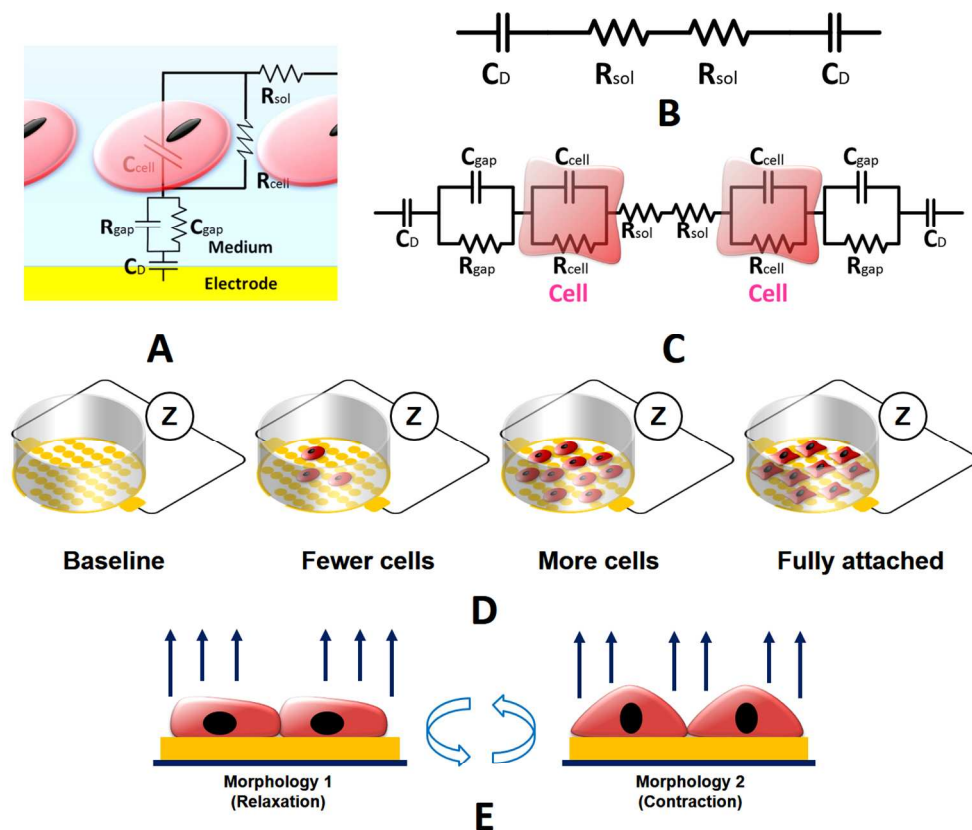 Rsol
Ccell
Rcell
Rgap
Cgap
Medium
CD
Electrode
A
CD
Rsol
Rsol
CD
B
Cgap
Ccell
Ccell
Cgap
CD
Rsol
Rsol
CD
Rgap
Rcell
Rcell
Rgap
Cell
Cell
C
Z
Z
Z
Z
Baseline
Fewer cells
More cells
Fully attached
D
Morphology 1
(Relaxation)
Morphology 2
(Contraction)
E